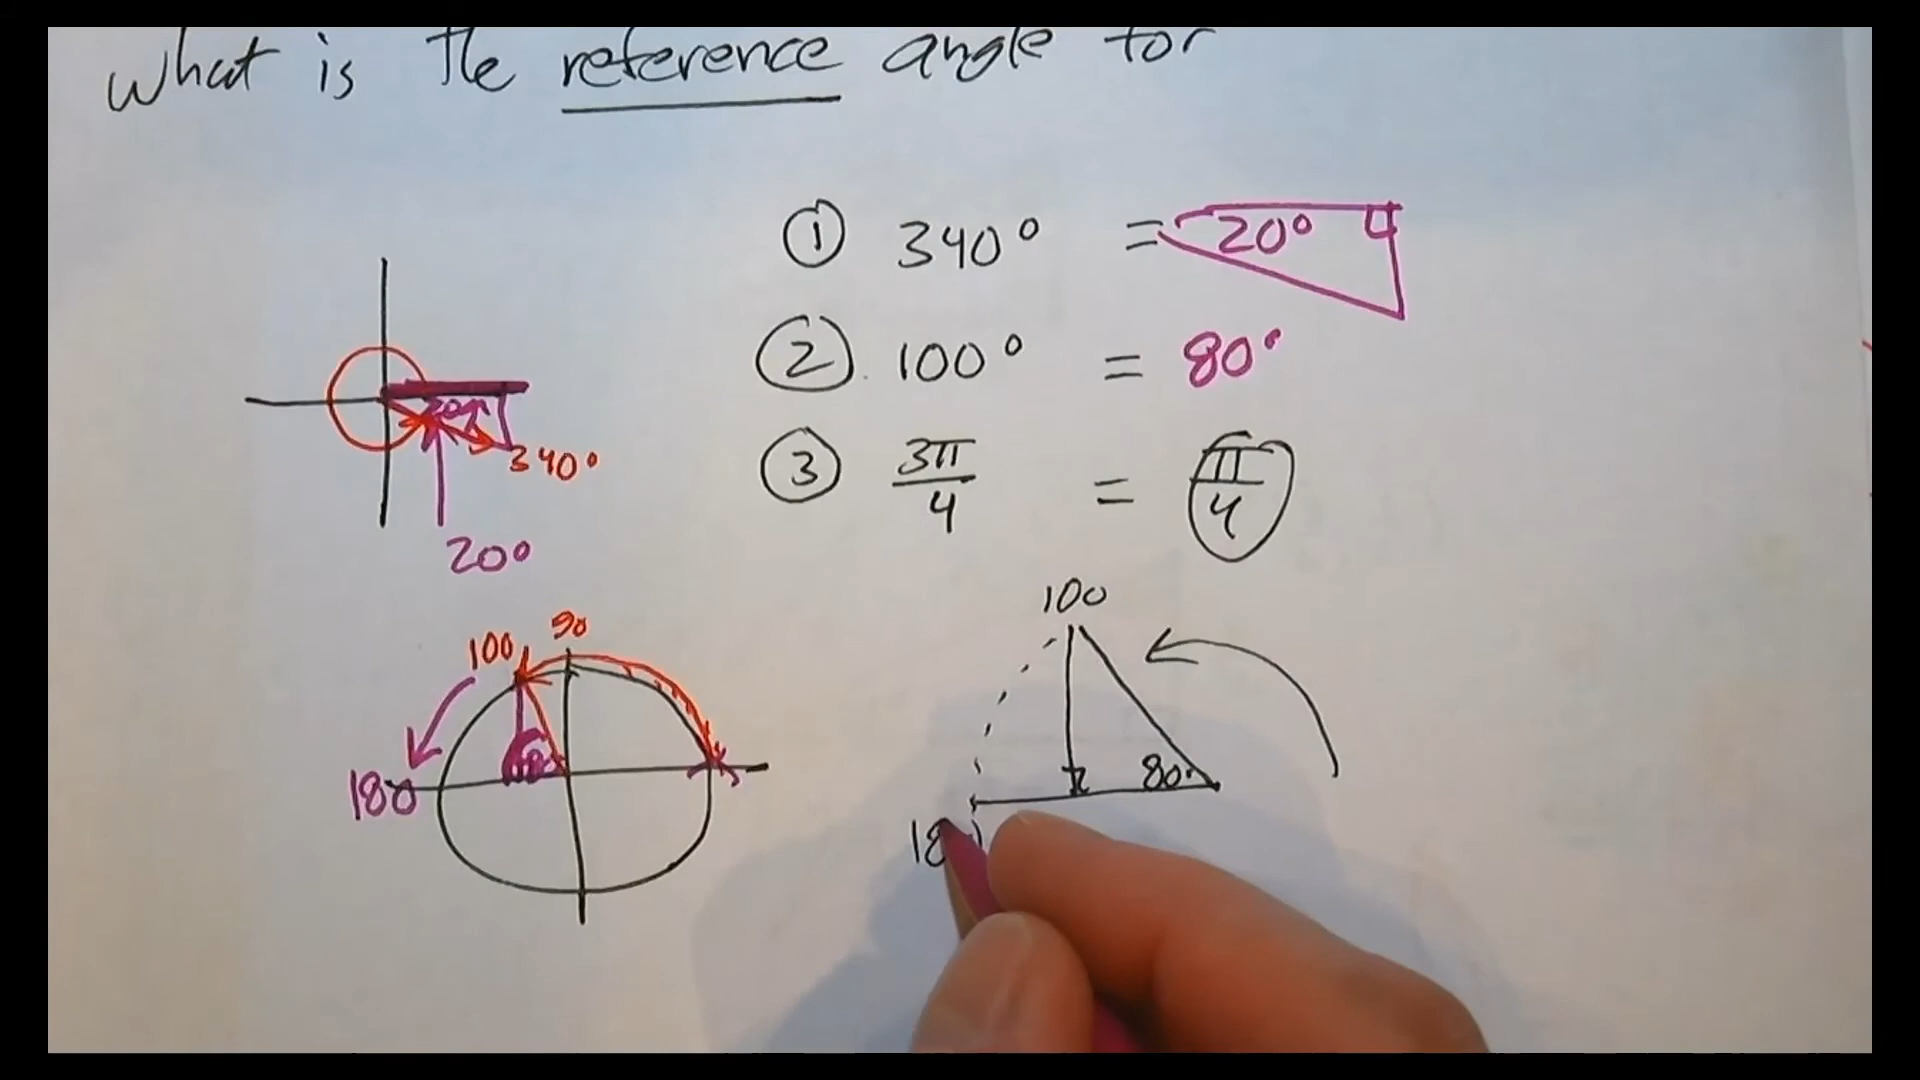 What is the reference angle for
① 340° = 20°
② 100° = 80°
③ 3π/4 = π/4
340°
20°
100
90
180
100
80°